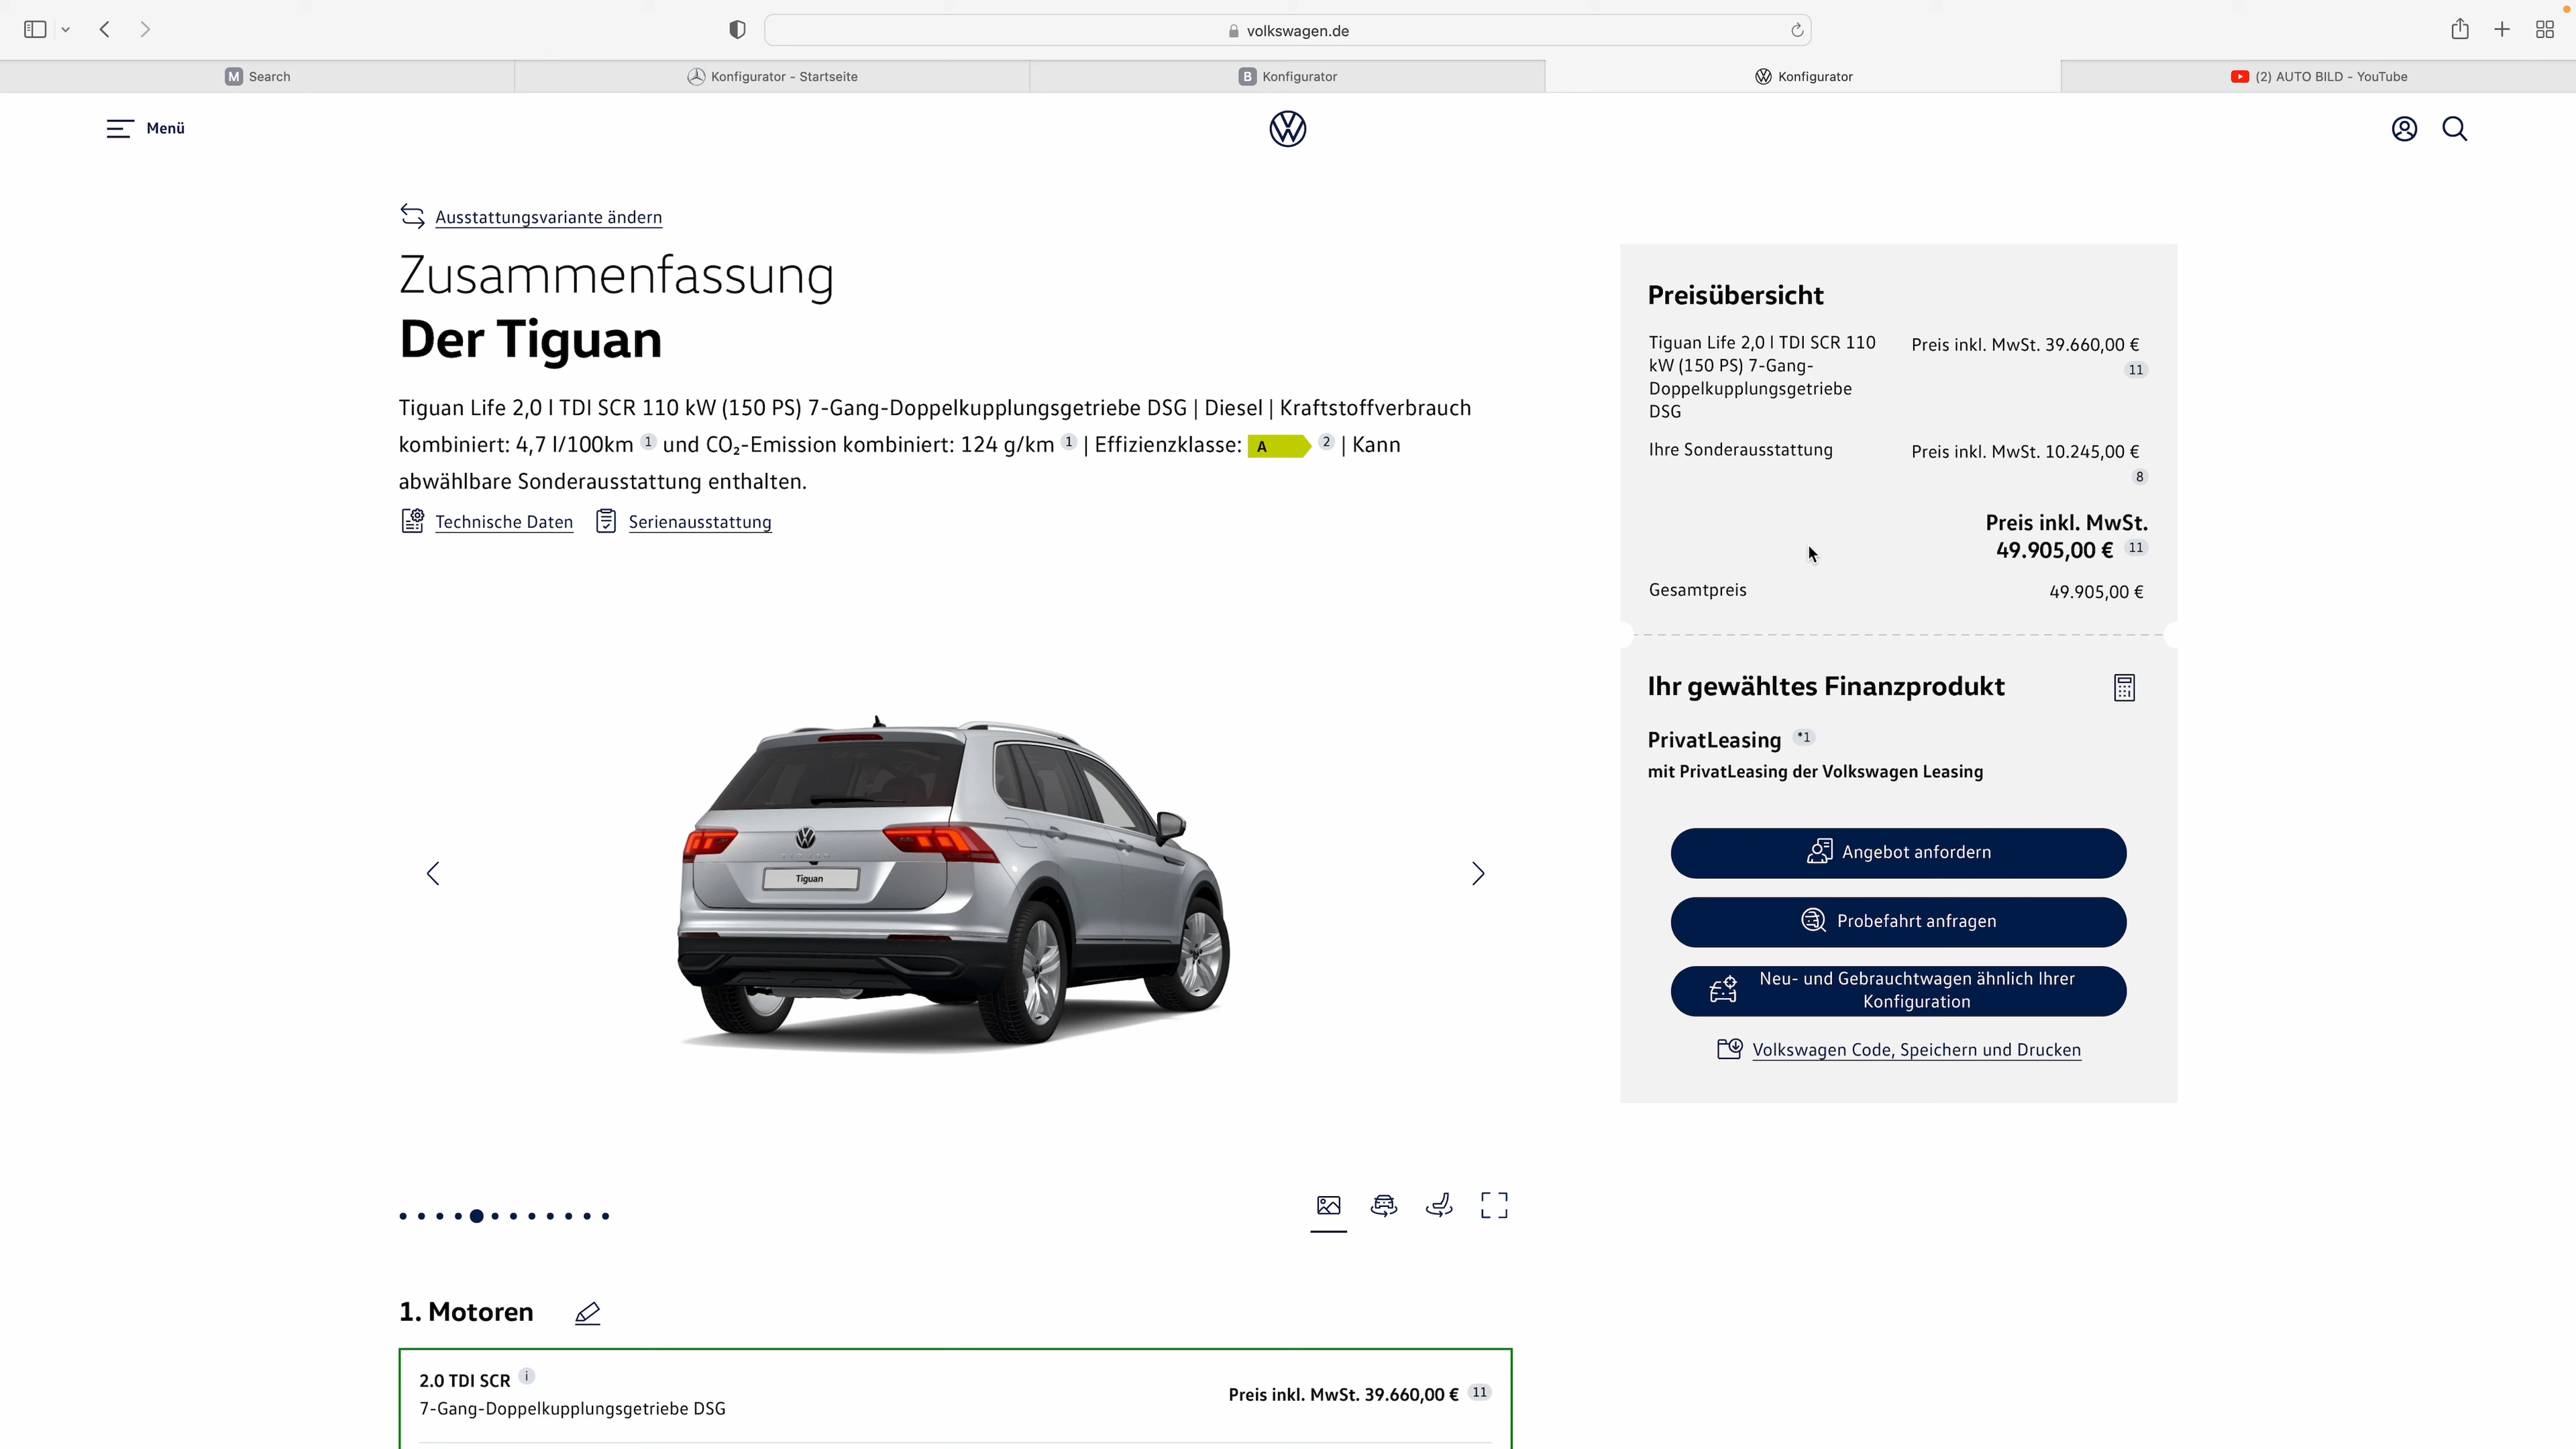 volkswagen.de
M Search
Konfigurator - Startseite
B Konfigurator
Konfigurator
(2) AUTO BILD - YouTube
Menü
Ausstattungsvariante ändern
Zusammenfassung
Der Tiguan
Tiguan Life 2,0 l TDI SCR 110 kW (150 PS) 7-Gang-Doppelkupplungsgetriebe DSG | Diesel | Kraftstoffverbrauch
kombiniert: 4,7 l/100km 1 und CO₂-Emission kombiniert: 124 g/km 1 | Effizienzklasse: A 2 | Kann
abwählbare Sonderausstattung enthalten.
Technische Daten
Serienausstattung
Tiguan
1. Motoren
2.0 TDI SCR i
7-Gang-Doppelkupplungsgetriebe DSG
Preis inkl. MwSt. 39.660,00 € 11
Preisübersicht
Tiguan Life 2,0 l TDI SCR 110
kW (150 PS) 7-Gang-
Doppelkupplungsgetriebe
DSG
Preis inkl. MwSt. 39.660,00 €
11
Ihre Sonderausstattung
Preis inkl. MwSt. 10.245,00 €
8
Preis inkl. MwSt.
49.905,00 € 11
Gesamtpreis
49.905,00 €
Ihr gewähltes Finanzprodukt
PrivatLeasing *1
mit PrivatLeasing der Volkswagen Leasing
Angebot anfordern
Probefahrt anfragen
Neu- und Gebrauchtwagen ähnlich Ihrer
Konfiguration
Volkswagen Code, Speichern und Drucken